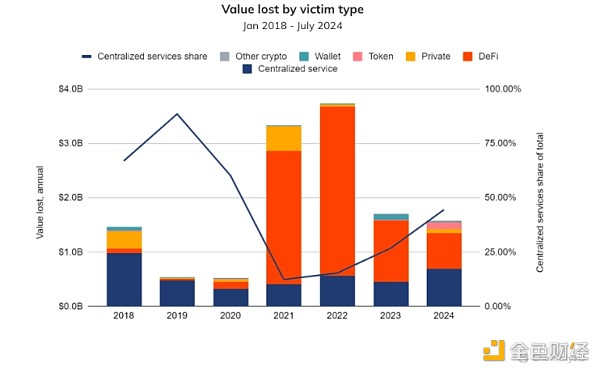 Value lost by victim type
Jan 2018 - July 2024
Centralized services share Other crypto Wallet Token Private DeFi
Centralized service
$4.0B 100.00%
$3.0B 75.00%
$2.0B 50.00%
$1.0B 25.00%
$0.0B 0.00%
Value lost, annual
Centralized services share of total
2018 2019 2020 2021 2022 2023 2024
金色财经